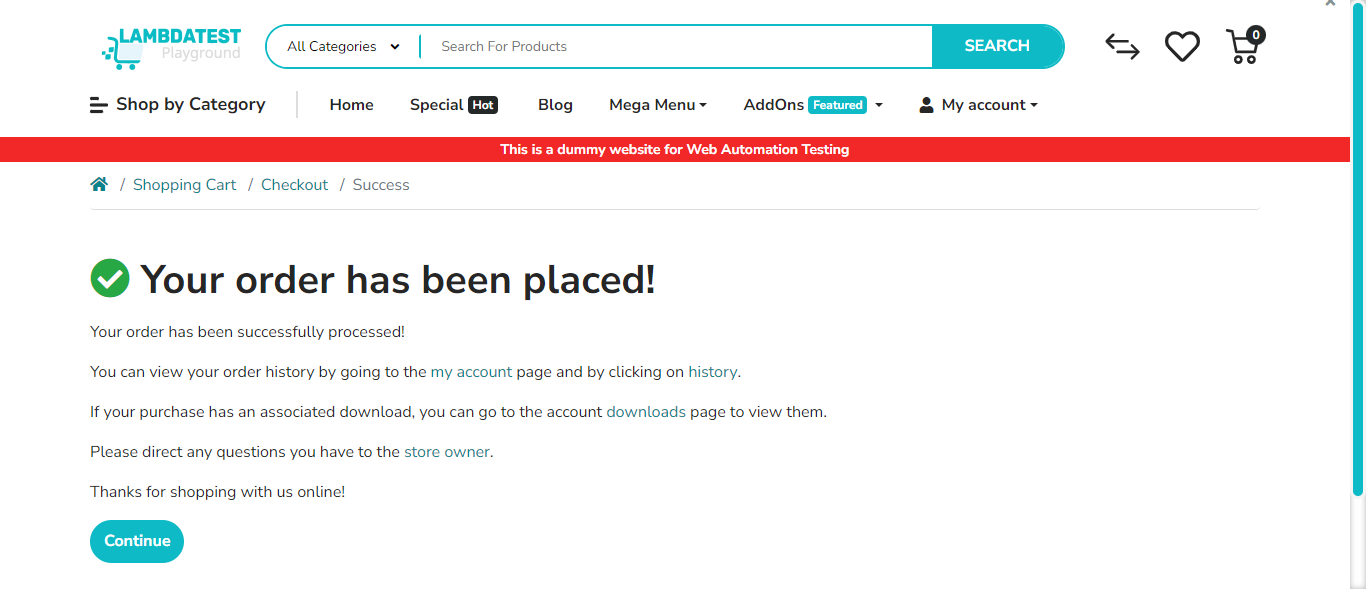 LAMBDATEST
Playground
All Categories
Search For Products
SEARCH
0
Shop by Category
Home
Special Hot
Blog
Mega Menu
AddOns Featured
My account
This is a dummy website for Web Automation Testing
/ Shopping Cart / Checkout / Success
Your order has been placed!
Your order has been successfully processed!
You can view your order history by going to the my account page and by clicking on history.
If your purchase has an associated download, you can go to the account downloads page to view them.
Please direct any questions you have to the store owner.
Thanks for shopping with us online!
Continue